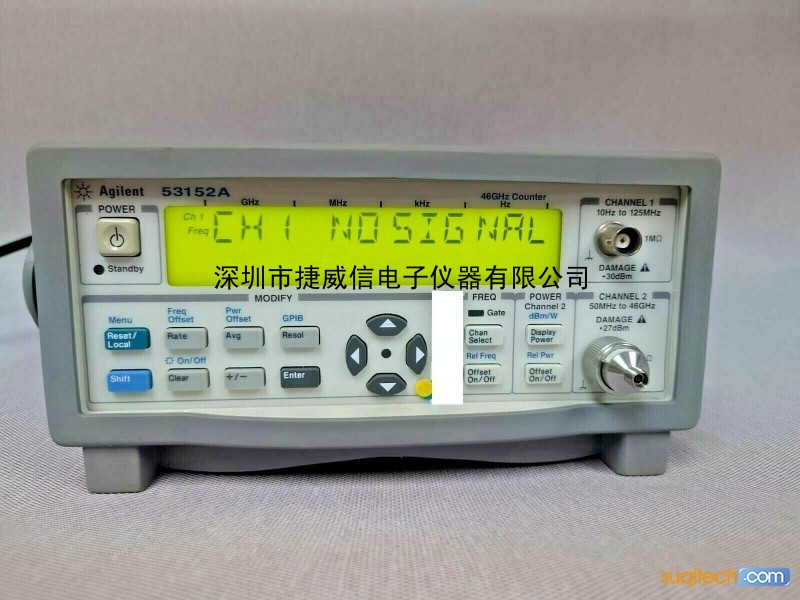 Agilent 53152A
46GHz Counter
GHz MHz kHz Hz
POWER
Standby
Ch 1
Freq
CH1 NOSIGNAL
深圳市捷威信电子仪器有限公司
CHANNEL 1
10Hz to 125MHz
1MΩ
DAMAGE
+30dBm
MODIFY
Menu
Reset/
Local
Shift
Freq
Offset
Rate
On/Off
Clear
Pwr
Offset
Avg
+/−
GPIB
Resol
Enter
FREQ
Gate
Chan
Select
Rel Freq
Offset
On/Off
POWER
Channel 2
dBm/W
Display
Power
Rel Pwr
Offset
On/Off
CHANNEL 2
50MHz to 46GHz
DAMAGE
+27dBm
Ω
sugitech.com